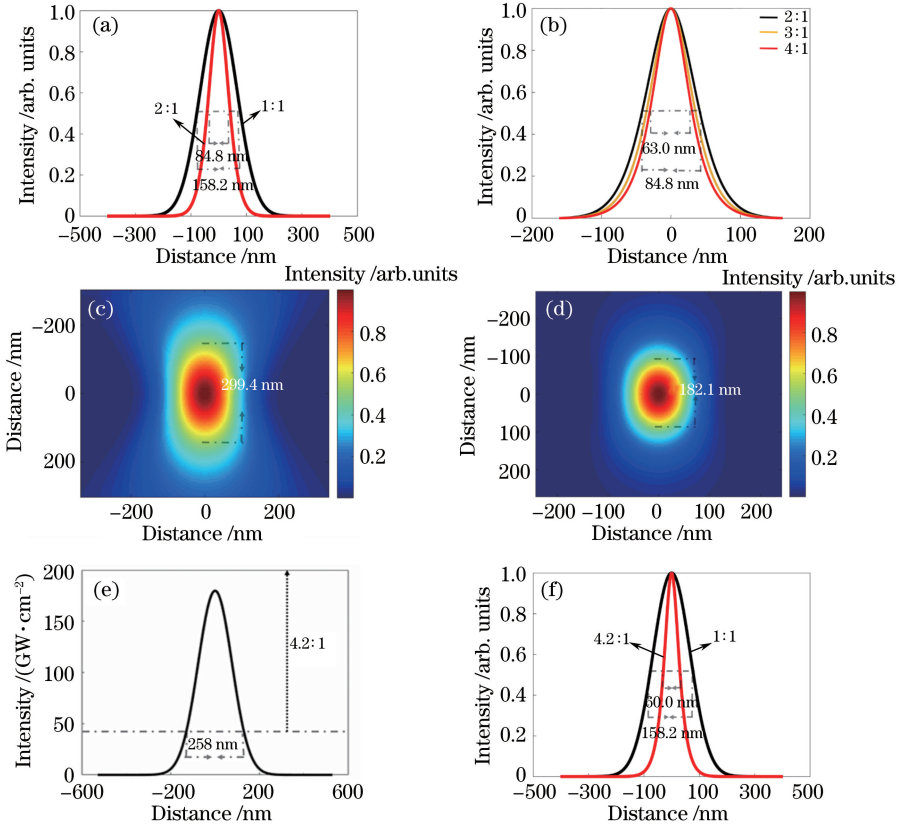 (a)
1.0
0.8
0.6
0.4
0.2
0
Intensity /arb. units
2∶1
1∶1
84.8 nm
158.2 nm
−500 −300 −100 100 300 500
Distance /nm
(b)
2∶1
3∶1
4∶1
1.0
0.8
0.6
0.4
0.2
0
Intensity /arb. units
63.0 nm
84.8 nm
−200 −100 0 100 200
Distance /nm
Intensity /arb.units
(c)
−200
0
200
Distance /nm
299.4 nm
0.8
0.6
0.4
0.2
−200 0 200
Distance /nm
Intensity /arb.units
(d)
−200
−100
0
100
200
Distance /nm
182.1 nm
0.8
0.6
0.4
0.2
−200 −100 0 100 200
Distance /nm
(e)
200
150
100
50
0
Intensity /(GW·cm⁻²)
4.2∶1
258 nm
−600 −400 −200 0 200 400 600
Distance /nm
(f)
1.0
0.8
0.6
0.4
0.2
0
Intensity /arb. units
4.2∶1
1∶1
60.0 nm
158.2 nm
−500 −300 −100 100 300 500
Distance /nm